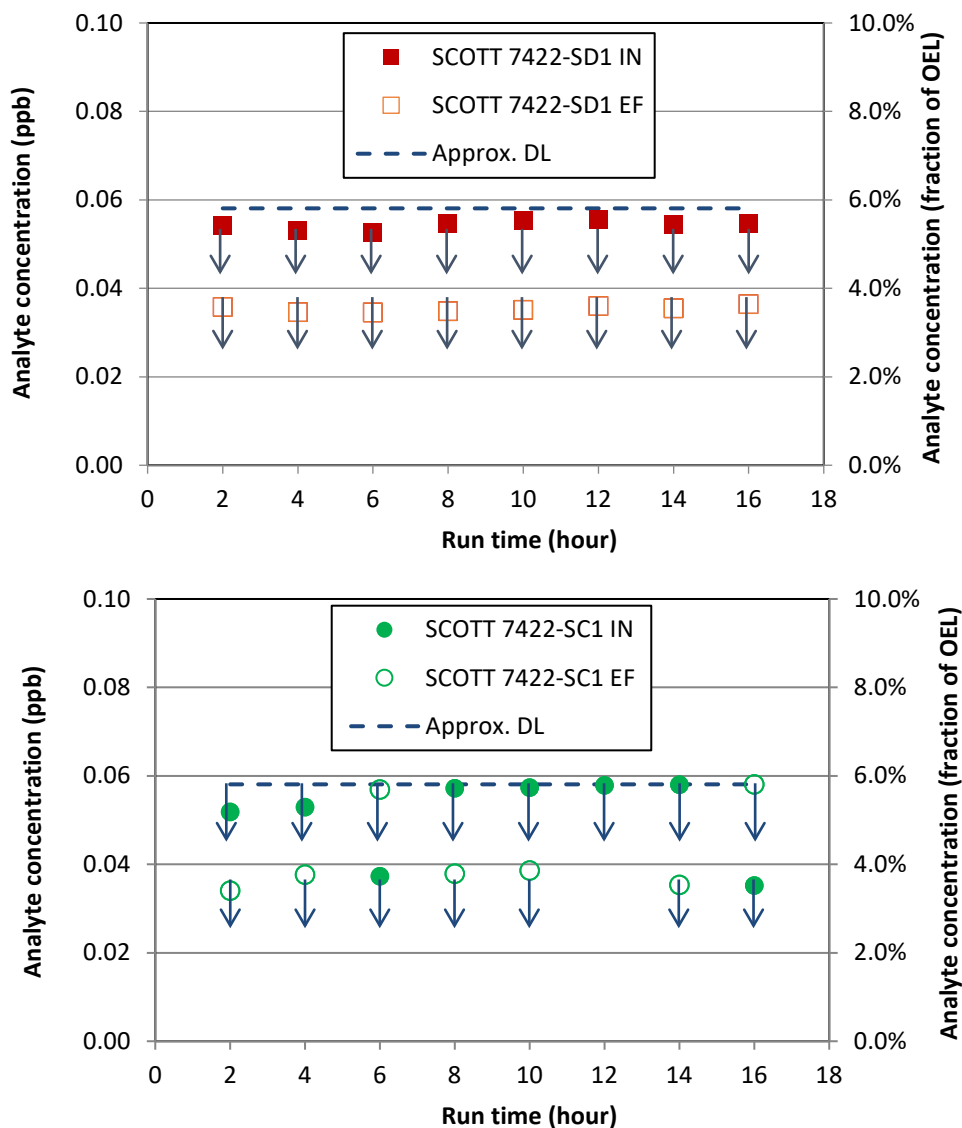 Analyte concentration (ppb)
0.10
0.08
0.06
0.04
0.02
0.00
SCOTT 7422-SD1 IN
SCOTT 7422-SD1 EF
Approx. DL
10.0%
8.0%
6.0%
4.0%
2.0%
0.0%
Analyte concentration (fraction of OEL)
0 2 4 6 8 10 12 14 16 18
Run time (hour)
Analyte concentration (ppb)
0.10
0.08
0.06
0.04
0.02
0.00
SCOTT 7422-SC1 IN
SCOTT 7422-SC1 EF
Approx. DL
10.0%
8.0%
6.0%
4.0%
2.0%
0.0%
Analyte concentration (fraction of OEL)
0 2 4 6 8 10 12 14 16 18
Run time (hour)